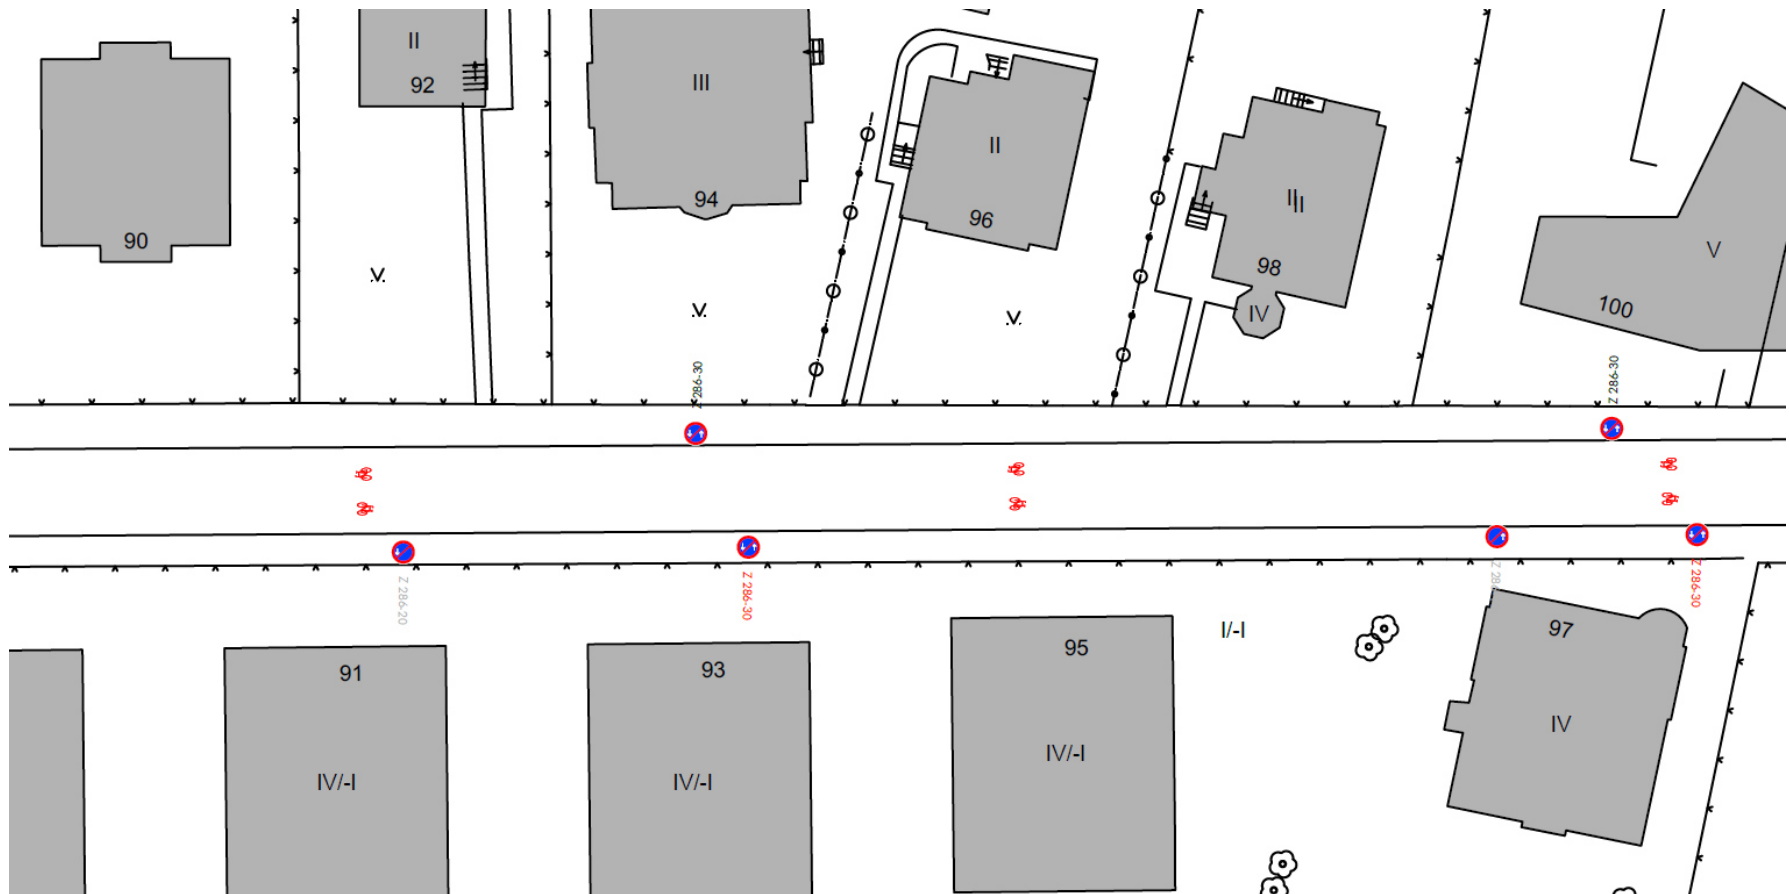 II
92
III
94
II
96
II
98
IV
V
100
90
V.
V.
V.
Z 286-30
Z 286-30
Z 286-20
Z 286-30
Z 286-30
91
IV/-I
93
IV/-I
95
IV/-I
I/-I
97
IV